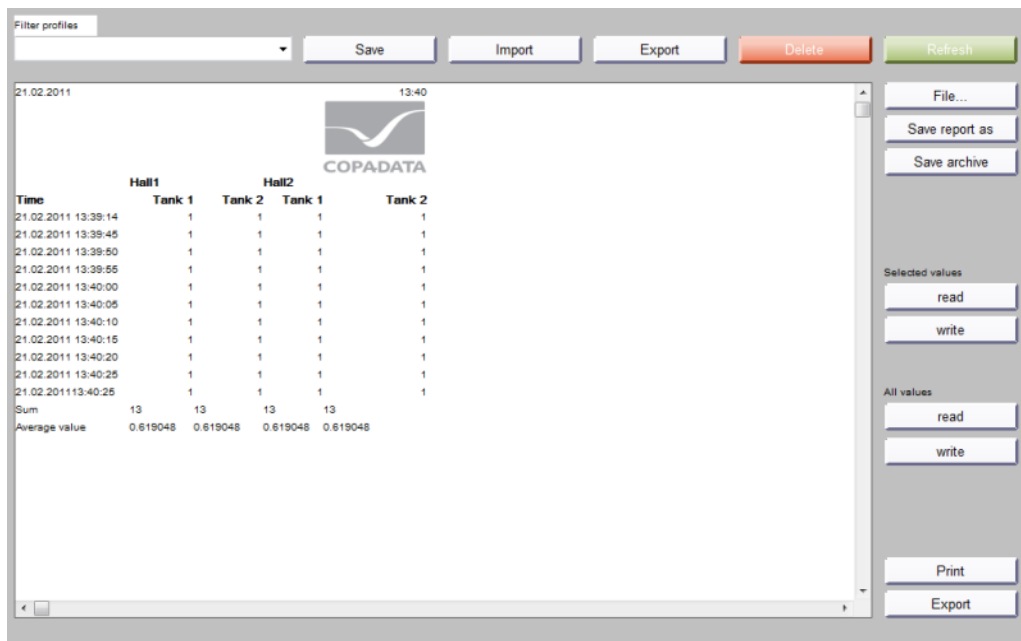 Filter profiles
Save Import Export Delete Refresh
21.02.2011 13:40
File...
Save report as
COPADATA
Save archive
Hall1 Hall2
Time Tank 1 Tank 2 Tank 1 Tank 2
21.02.2011 13:39:14 1 1 1 1
21.02.2011 13:39:45 1 1 1 1
21.02.2011 13:39:50 1 1 1 1
21.02.2011 13:39:55 1 1 1 1
21.02.2011 13:40:00 1 1 1 1
21.02.2011 13:40:05 1 1 1 1
21.02.2011 13:40:10 1 1 1 1
21.02.2011 13:40:15 1 1 1 1
21.02.2011 13:40:20 1 1 1 1
21.02.2011 13:40:25 1 1 1 1
21.02.201113:40:25 1 1 1 1
Sum 13 13 13 13
Average value 0.619048 0.619048 0.619048 0.619048
Selected values
read
write
All values
read
write
Print
Export